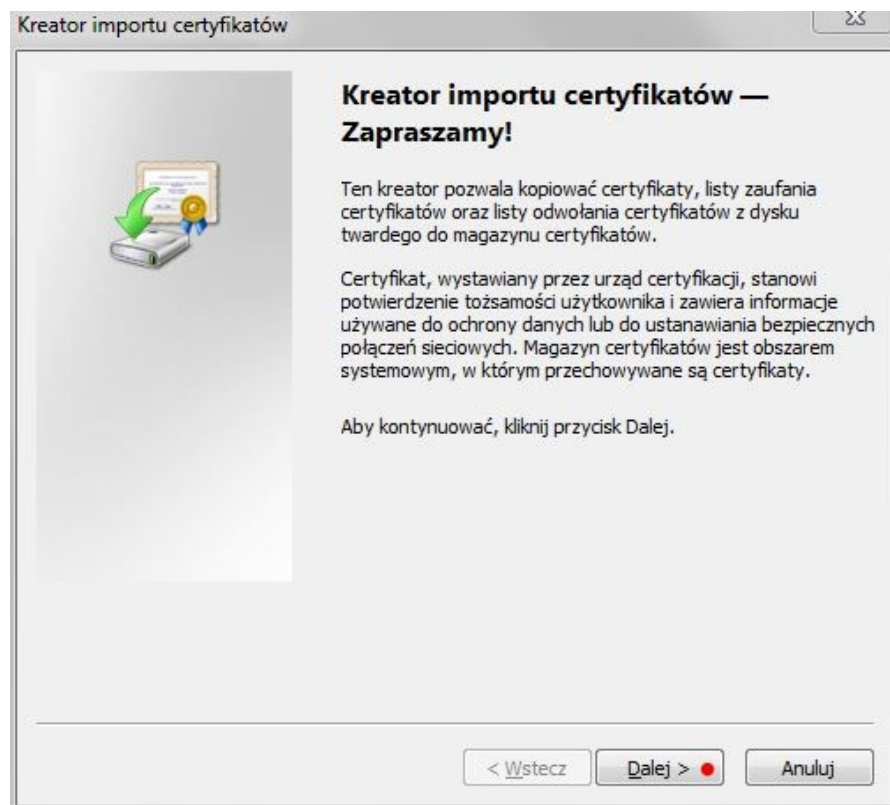 Kreator importu certyfikatów
Kreator importu certyfikatów —
Zapraszamy!
Ten kreator pozwala kopiować certyfikaty, listy zaufania
certyfikatów oraz listy odwołania certyfikatów z dysku
twardego do magazynu certyfikatów.
Certyfikat, wystawiany przez urząd certyfikacji, stanowi
potwierdzenie tożsamości użytkownika i zawiera informacje
używane do ochrony danych lub do ustanawiania bezpiecznych
połączeń sieciowych. Magazyn certyfikatów jest obszarem
systemowym, w którym przechowywane są certyfikaty.
Aby kontynuować, kliknij przycisk Dalej.
< Wstecz
Dalej >
Anuluj